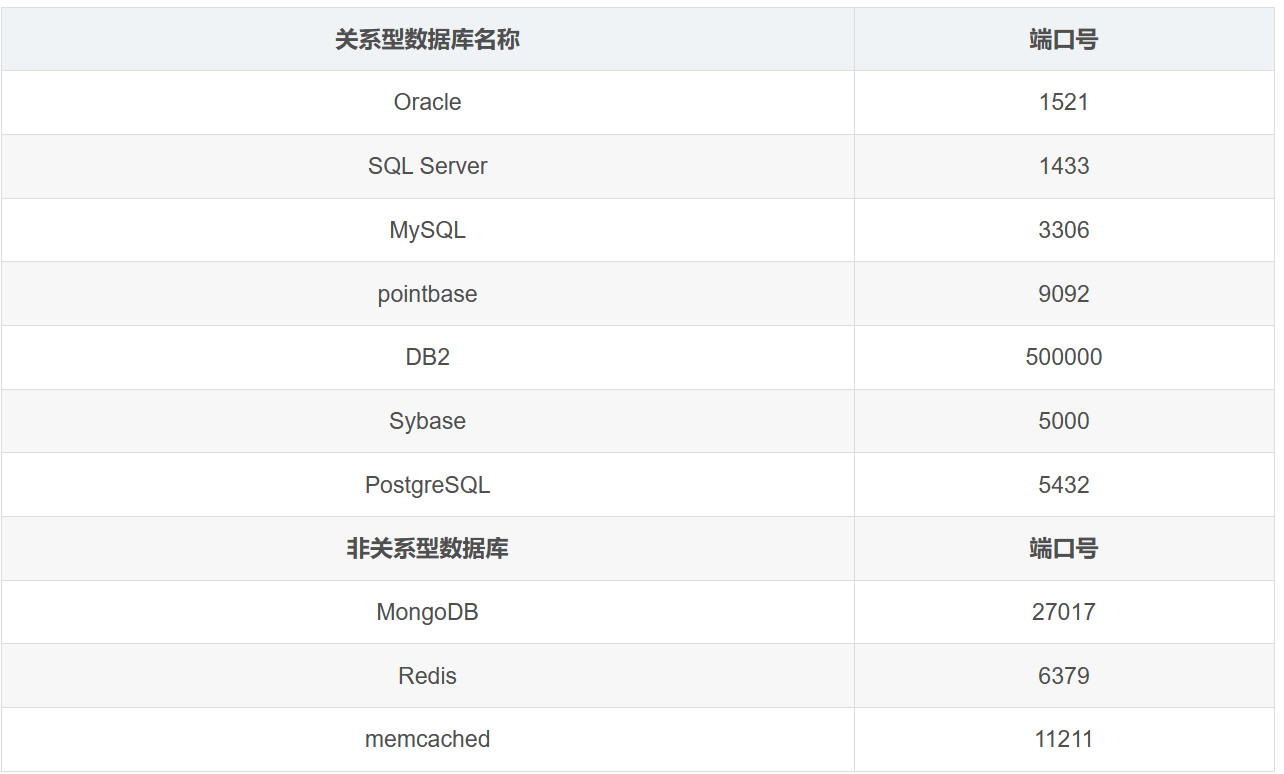 关系型数据库名称 端口号
Oracle 1521
SQL Server 1433
MySQL 3306
pointbase 9092
DB2 500000
Sybase 5000
PostgreSQL 5432
非关系型数据库 端口号
MongoDB 27017
Redis 6379
memcached 11211